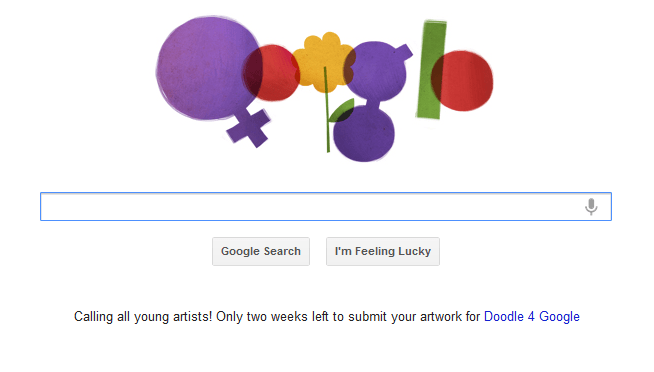 Google Search
I'm Feeling Lucky
Calling all young artists! Only two weeks left to submit your artwork for Doodle 4 Google